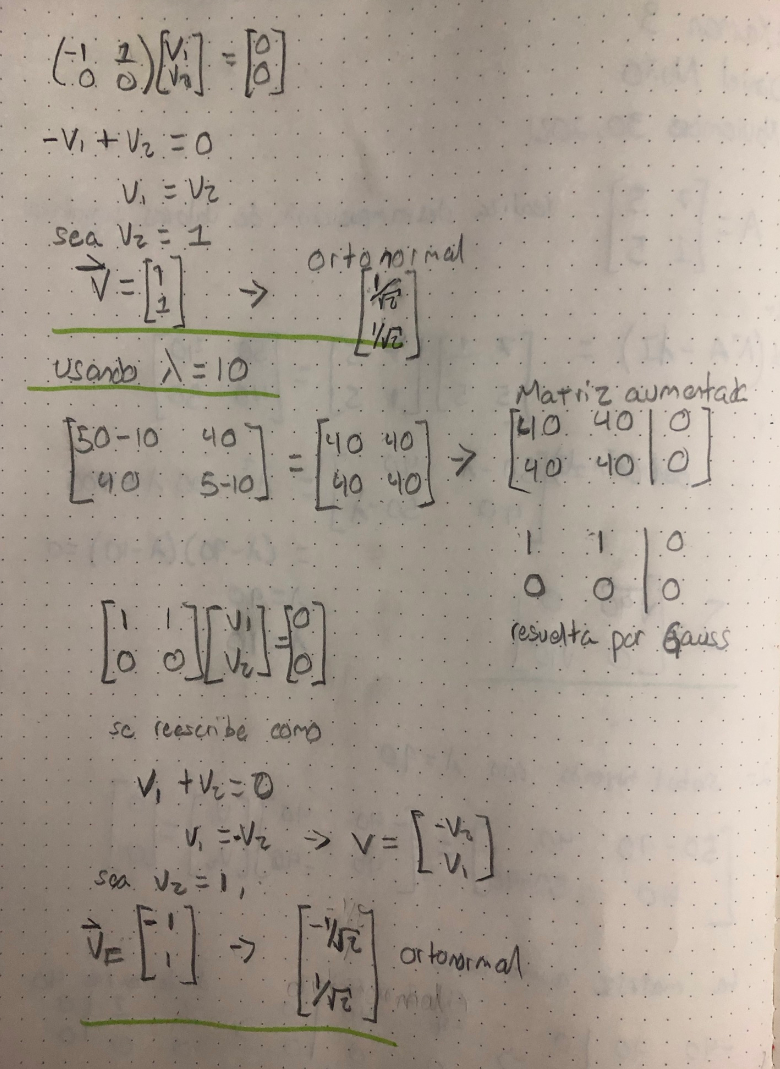 (-1 1 0 0)[V1 V2] = [0 0]
-V1 + V2 = 0
V1 = V2
sea V2 = 1
V = [1 1] → ortonormal [1/√2 1/√2]
usando λ = 10
[50-10 40 40 5-10] = [40 40 40 40] → Matriz aumentada [40 40 | 0 40 40 | 0]
1 1 | 0
0 0 | 0
resuelta por Gauss
[1 1 0 0][V1 V2] = [0 0]
se reescribe como
V1 + V2 = 0
V1 = -V2 → V = [-V2 V1]
sea V2 = 1,
V = [-1 1] → [-1/√2 1/√2] ortonormal